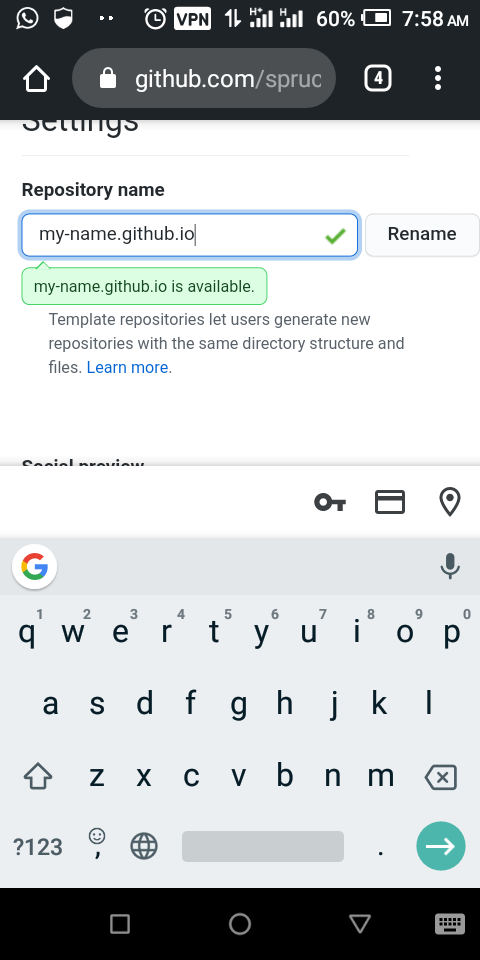 VPN H+ H 60% 7:58 AM
github.com/spruc 4
Settings
Repository name
my-name.github.io Rename
my-name.github.io is available.
Template repositories let users generate new
repositories with the same directory structure and
files. Learn more.
Social preview
G
1 2 3 4 5 6 7 8 9 0
q w e r t y u i o p
a s d f g h j k l
z x c v b n m
?123 , .